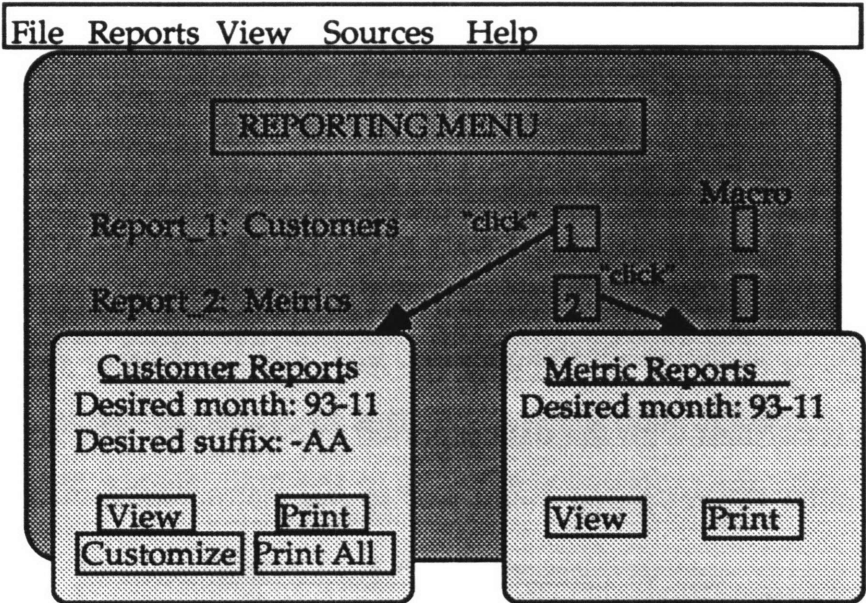 File Reports View Sources Help
REPORTING MENU
Macro
Report_1: Customers "click" 1
Report_2: Metrics 2 "click"
Customer Reports
Desired month: 93-11
Desired suffix: -AA
View Print
Customize Print All
Metric Reports
Desired month: 93-11
View Print